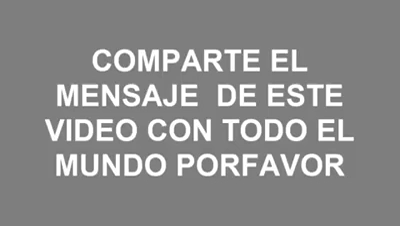 COMPARTE EL
MENSAJE  DE ESTE
VIDEO CON TODO EL
MUNDO PORFAVOR